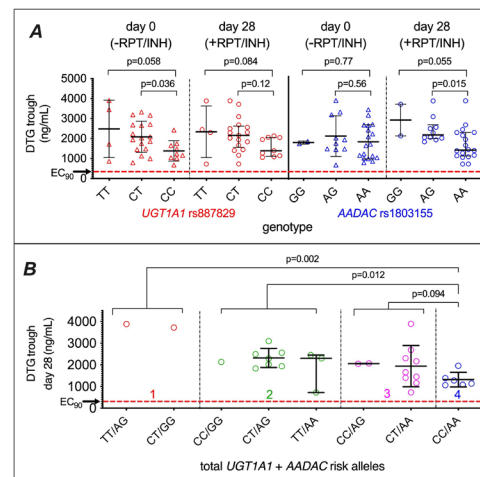 A
day 0
(-RPT/INH)
day 28
(+RPT/INH)
day 0
(-RPT/INH)
day 28
(+RPT/INH)
p=0.058
p=0.036
p=0.084
p=0.12
p=0.77
p=0.56
p=0.055
p=0.015
DTG trough
(ng/mL)
5000
4000
3000
2000
1000
0
EC90
TT CT CC TT CT CC GG AG AA GG AG AA
UGT1A1 rs887829
AADAC rs1803155
genotype
B
p=0.002
p=0.012
p=0.094
DTG trough
day 28 (ng/mL)
4000
3000
2000
1000
0
EC90
1 2 3 4
TT/AG CT/GG CC/GG CT/AG TT/AA CC/AG CT/AA CC/AA
total UGT1A1 + AADAC risk alleles